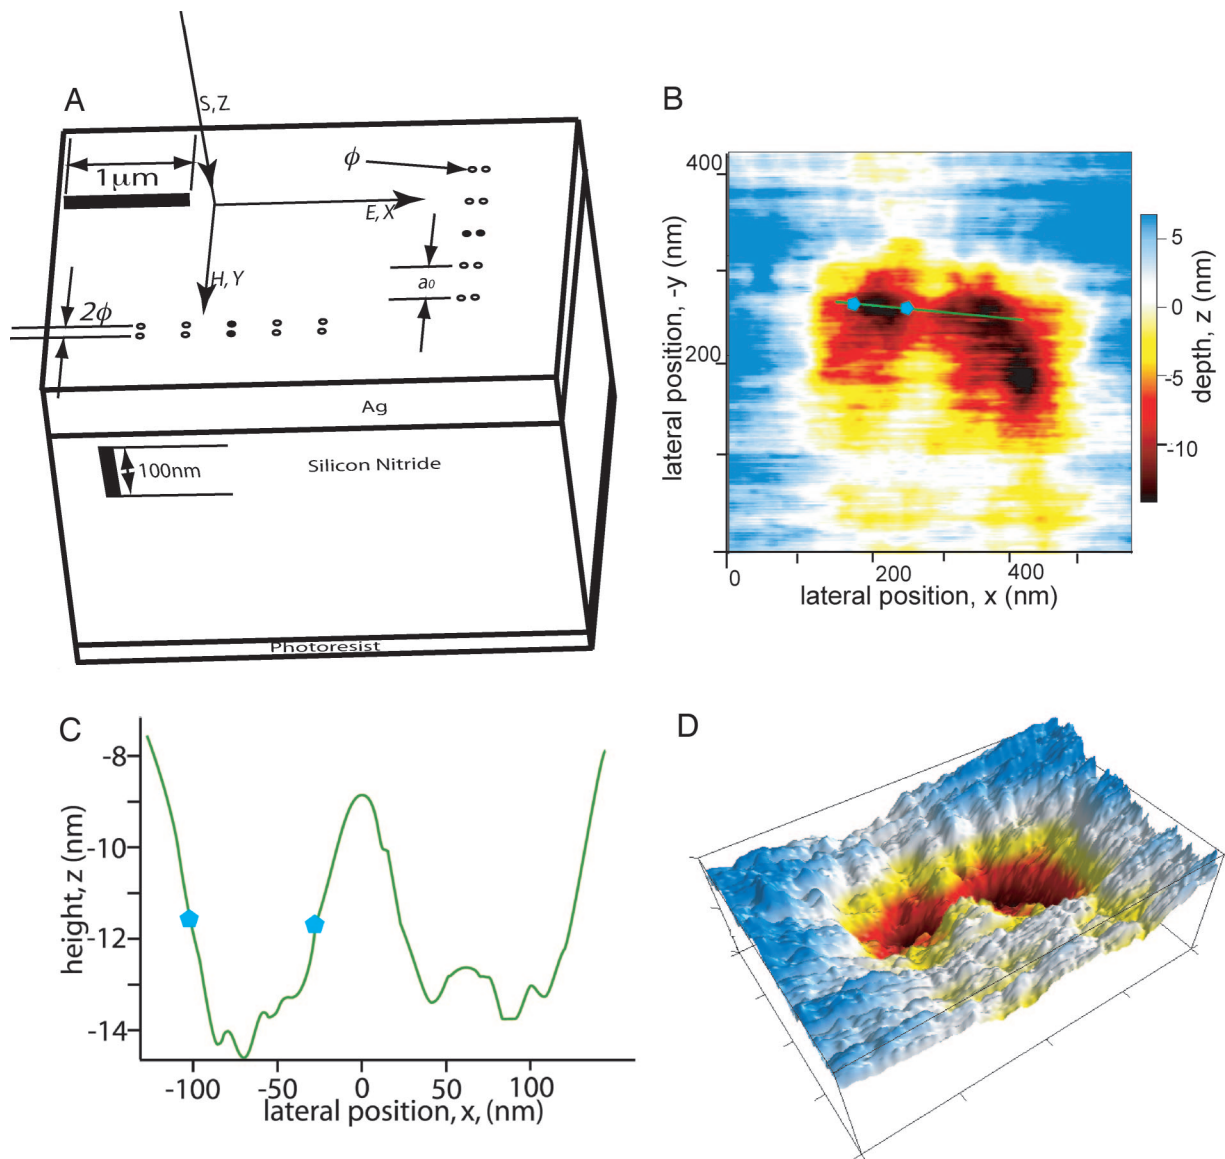 A
S,Z
1μm
ϕ
E, X
H, Y
a₀
2ϕ
Ag
100nm
Silicon Nitride
Photoresist
B
400
200
lateral position, -y (nm)
0
200
400
lateral position, x (nm)
5
0
-5
-10
depth, z (nm)
C
-8
-10
-12
-14
height, z (nm)
-100
-50
0
50
100
lateral position, x, (nm)
D